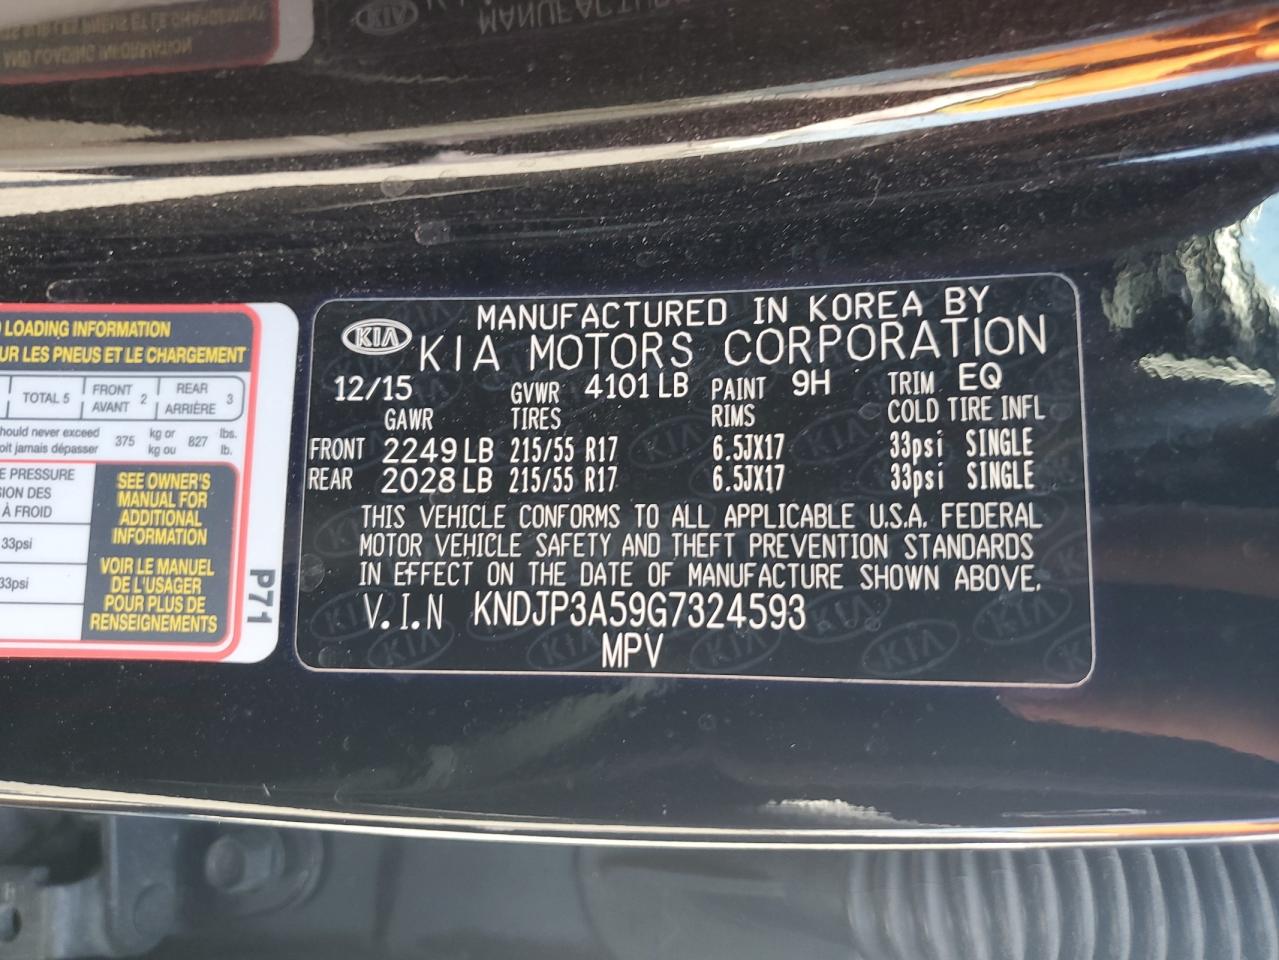 LOADING INFORMATION
UR LES PNEUS ET LE CHARGEMENT
TOTAL 5
FRONT 2
AVANT
REAR 3
ARRIÈRE
hould never exceed 375 kg or 827 lbs.
oit jamais dépasser kg ou lb.
E PRESSURE
ION DES
À FROID
33psi
33psi
SEE OWNER'S
MANUAL FOR
ADDITIONAL
INFORMATION
VOIR LE MANUEL
DE L'USAGER
POUR PLUS DE
RENSEIGNEMENTS
P71
MANUFACTURED IN KOREA BY
KIA KIA MOTORS CORPORATION
12/15 GVWR 4101 LB PAINT 9H TRIM EQ
GAWR TIRES RIMS COLD TIRE INFL
FRONT 2249 LB 215/55 R17 6.5JX17 33psi SINGLE
REAR 2028 LB 215/55 R17 6.5JX17 33psi SINGLE
THIS VEHICLE CONFORMS TO ALL APPLICABLE U.S.A. FEDERAL
MOTOR VEHICLE SAFETY AND THEFT PREVENTION STANDARDS
IN EFFECT ON THE DATE OF MANUFACTURE SHOWN ABOVE.
V.I.N KNDJP3A59G7324593
MPV